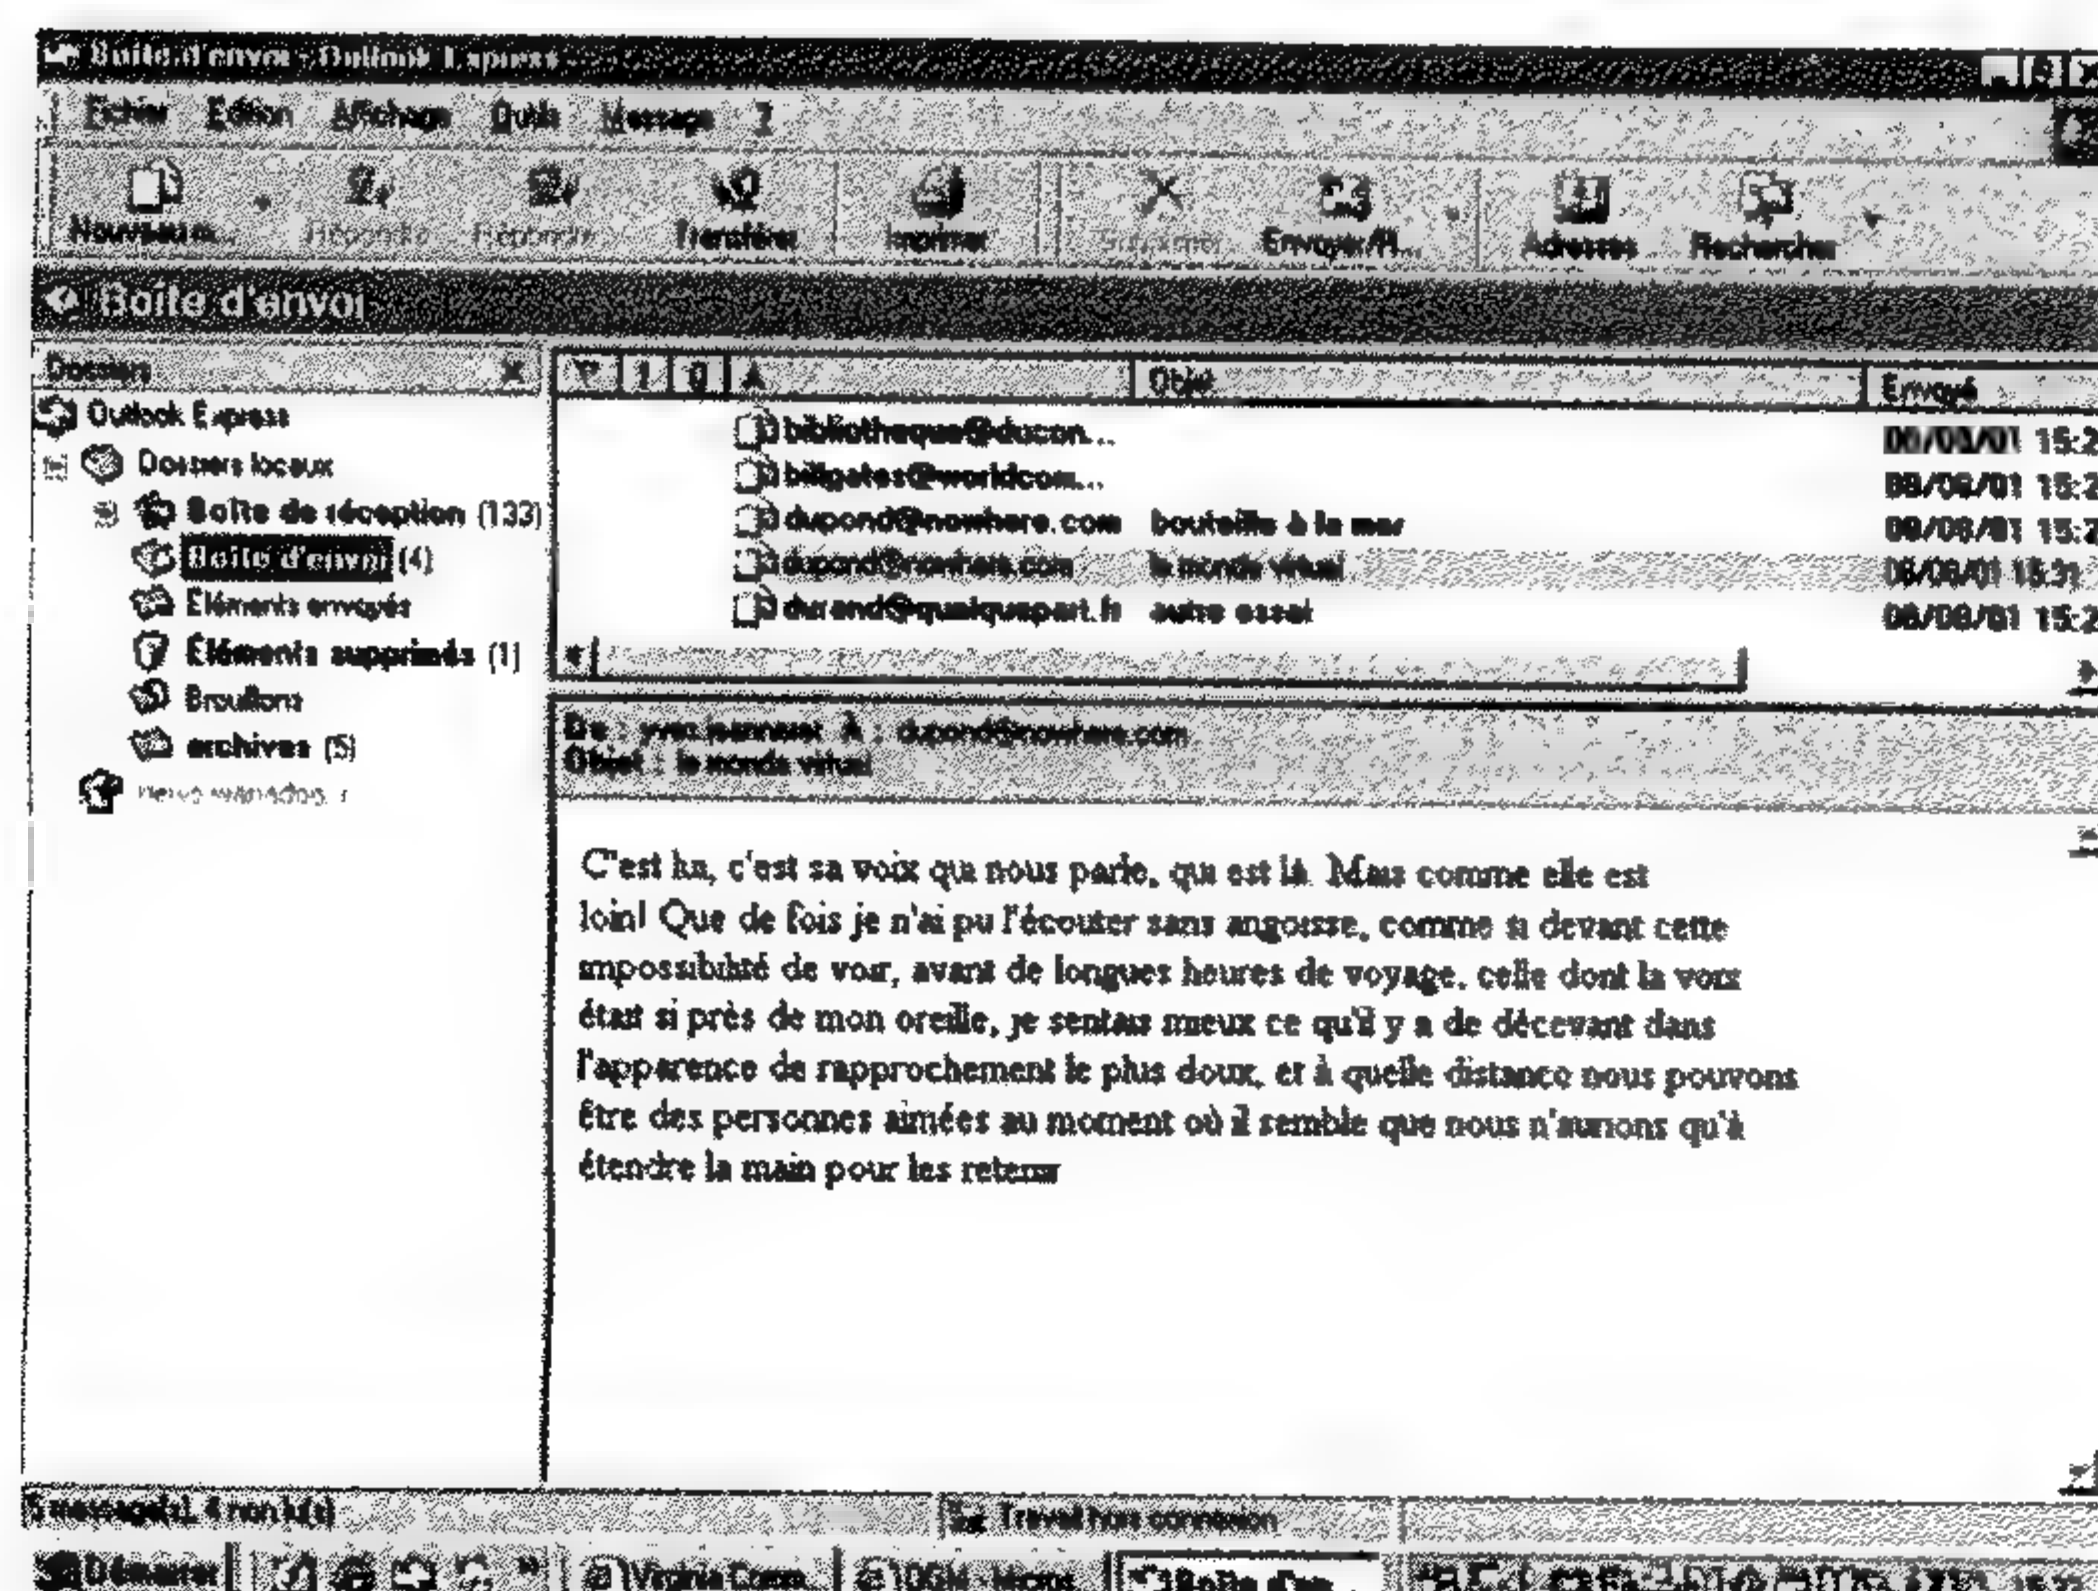 Boîte d'envoi - Outlook Express
Fichier Edition Affichage Outils Message ?
Nouveau m... Répondre Répondre Transférer Imprimer Supprimer Envoyer/R... Adresses Rechercher
Boîte d'envoi
Dossiers
! À Objet Envoyé
Outlook Express
Dossiers locaux
Boîte de réception (133)
Boîte d'envoi (4)
Éléments envoyés
Éléments supprimés (1)
Brouillons
archives (5)
bibliotheque@ducon...
billgates@worldcom...
dupond@nowhere.com bouteille à la mer
dupond@nowhere.com le monde virtuel
durand@quelquepart.fr autre essai
De : yves jeanneret À : dupond@nowhere.com
Objet : le monde virtuel
C'est lui, c'est sa voix qui nous parle, qui est là. Mais comme elle est
loin! Que de fois je n'ai pu l'écouter sans angoisse, comme si devant cette
impossibilité de voir, avant de longues heures de voyage, celle dont la voix
était si près de mon oreille, je sentais mieux ce qu'il y a de décevant dans
l'apparence de rapprochement le plus doux, et à quelle distance nous pouvons
être des personnes aimées au moment où il semble que nous n'aurions qu'à
étendre la main pour les retenir
5 message(s), 4 non lu(s) Travail hors connexion
Démarrer